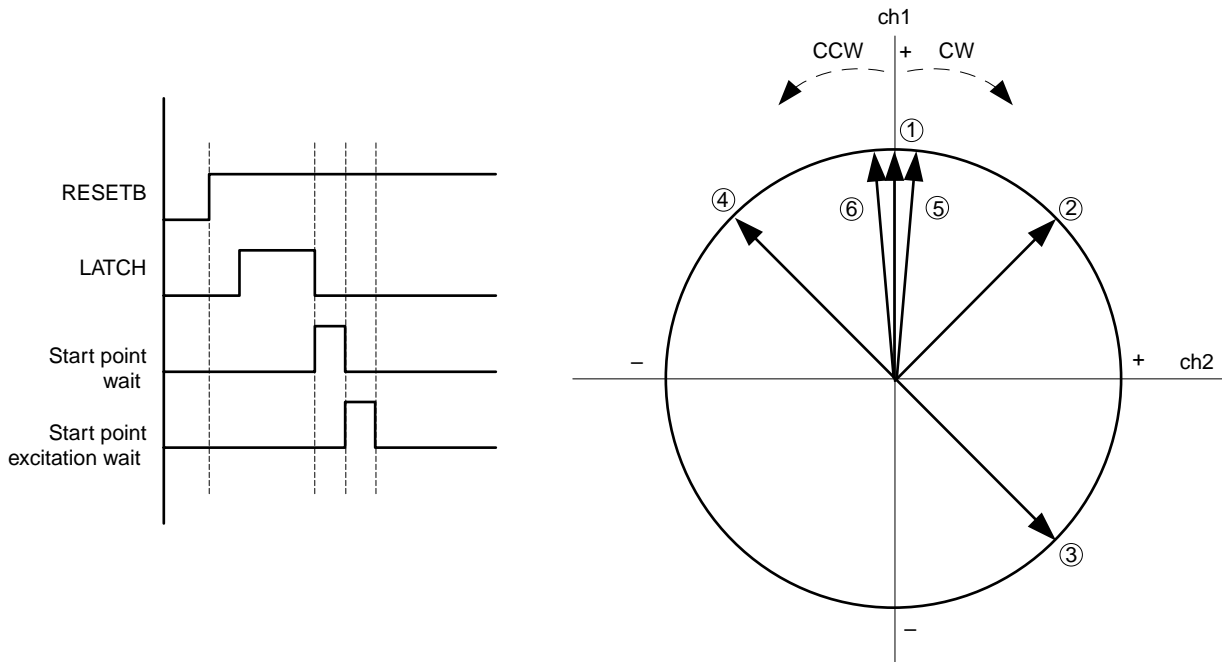 RESETB
LATCH
Start point
wait
Start point
excitation wait
ch1
CCW + CW
①
④ ⑥ ⑤ ②
– + ch2
③
–